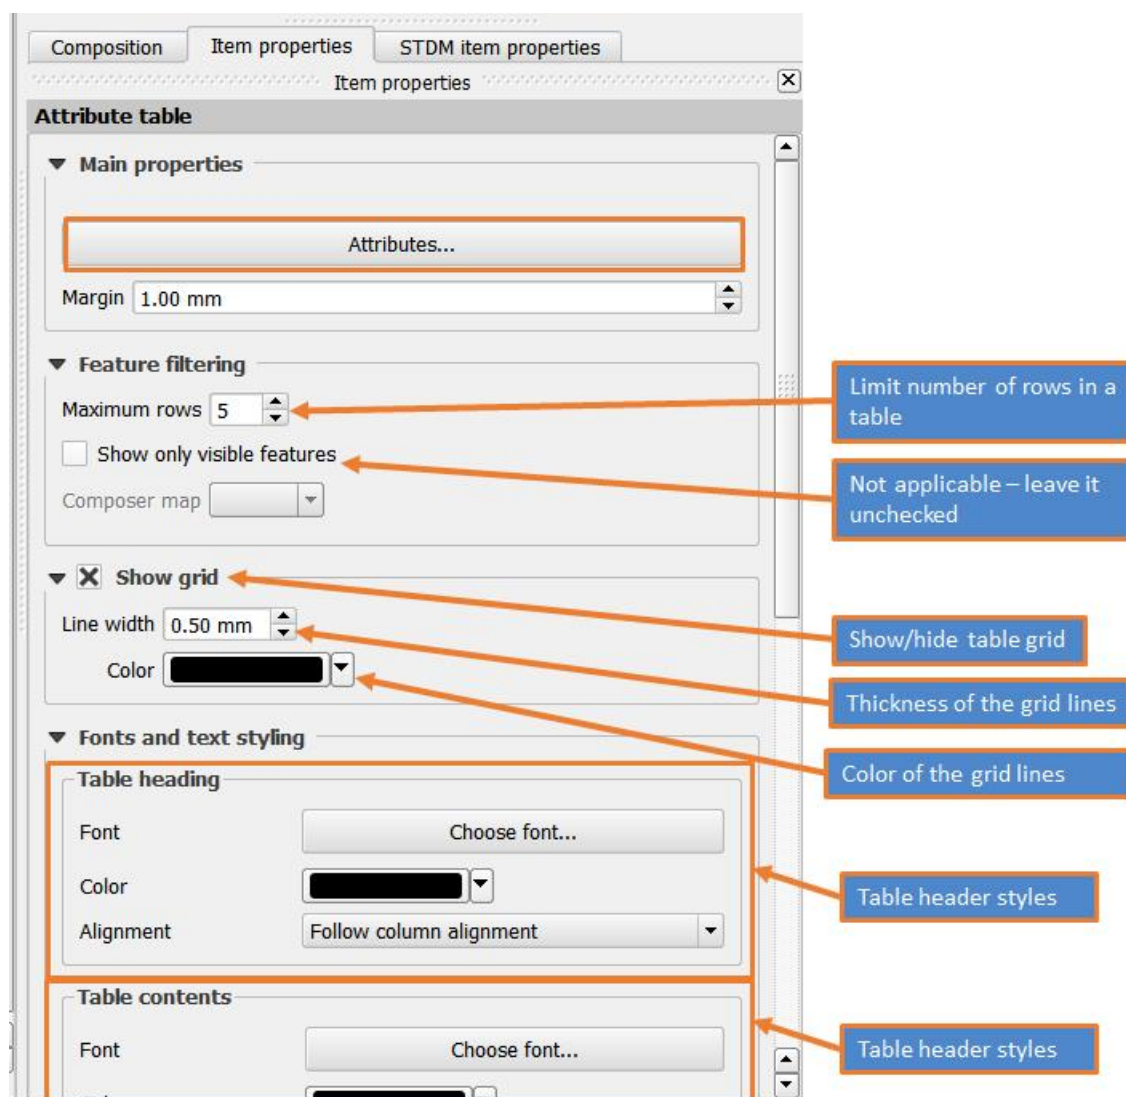 Composition
Item properties
STDM item properties
Item properties
Attribute table
Main properties
Attributes...
Margin 1.00 mm
Feature filtering
Maximum rows 5
Show only visible features
Composer map
Show grid
Line width 0.50 mm
Color
Fonts and text styling
Table heading
Font Choose font...
Color
Alignment Follow column alignment
Table contents
Font Choose font...
Limit number of rows in a
table
Not applicable – leave it
unchecked
Show/hide table grid
Thickness of the grid lines
Color of the grid lines
Table header styles
Table header styles